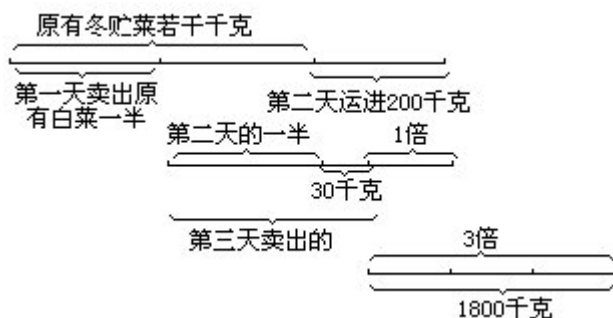 原有冬贮菜若干千克
第一天卖出原
有白菜一半
第二天运进200千克
第二天的一半
1倍
30千克
第三天卖出的
3倍
1800千克